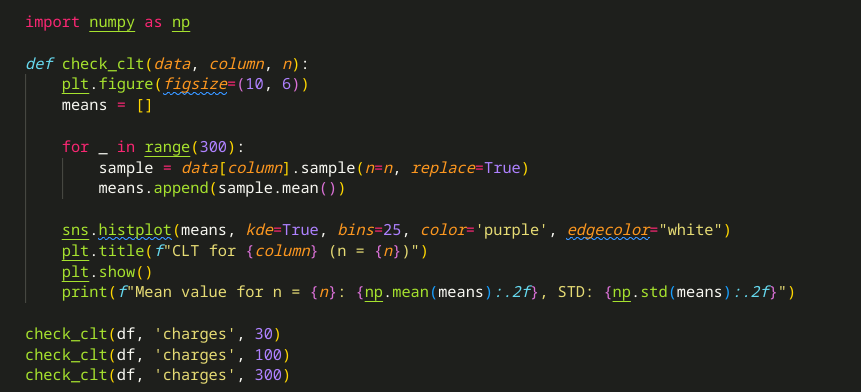 import numpy as np

def check_clt(data, column, n):
    plt.figure(figsize=(10, 6))
    means = []

    for _ in range(300):
        sample = data[column].sample(n=n, replace=True)
        means.append(sample.mean())

    sns.histplot(means, kde=True, bins=25, color='purple', edgecolor="white")
    plt.title(f"CLT for {column} (n = {n})")
    plt.show()
    print(f"Mean value for n = {n}: {np.mean(means):.2f}, STD: {np.std(means):.2f}")

check_clt(df, 'charges', 30)
check_clt(df, 'charges', 100)
check_clt(df, 'charges', 300)